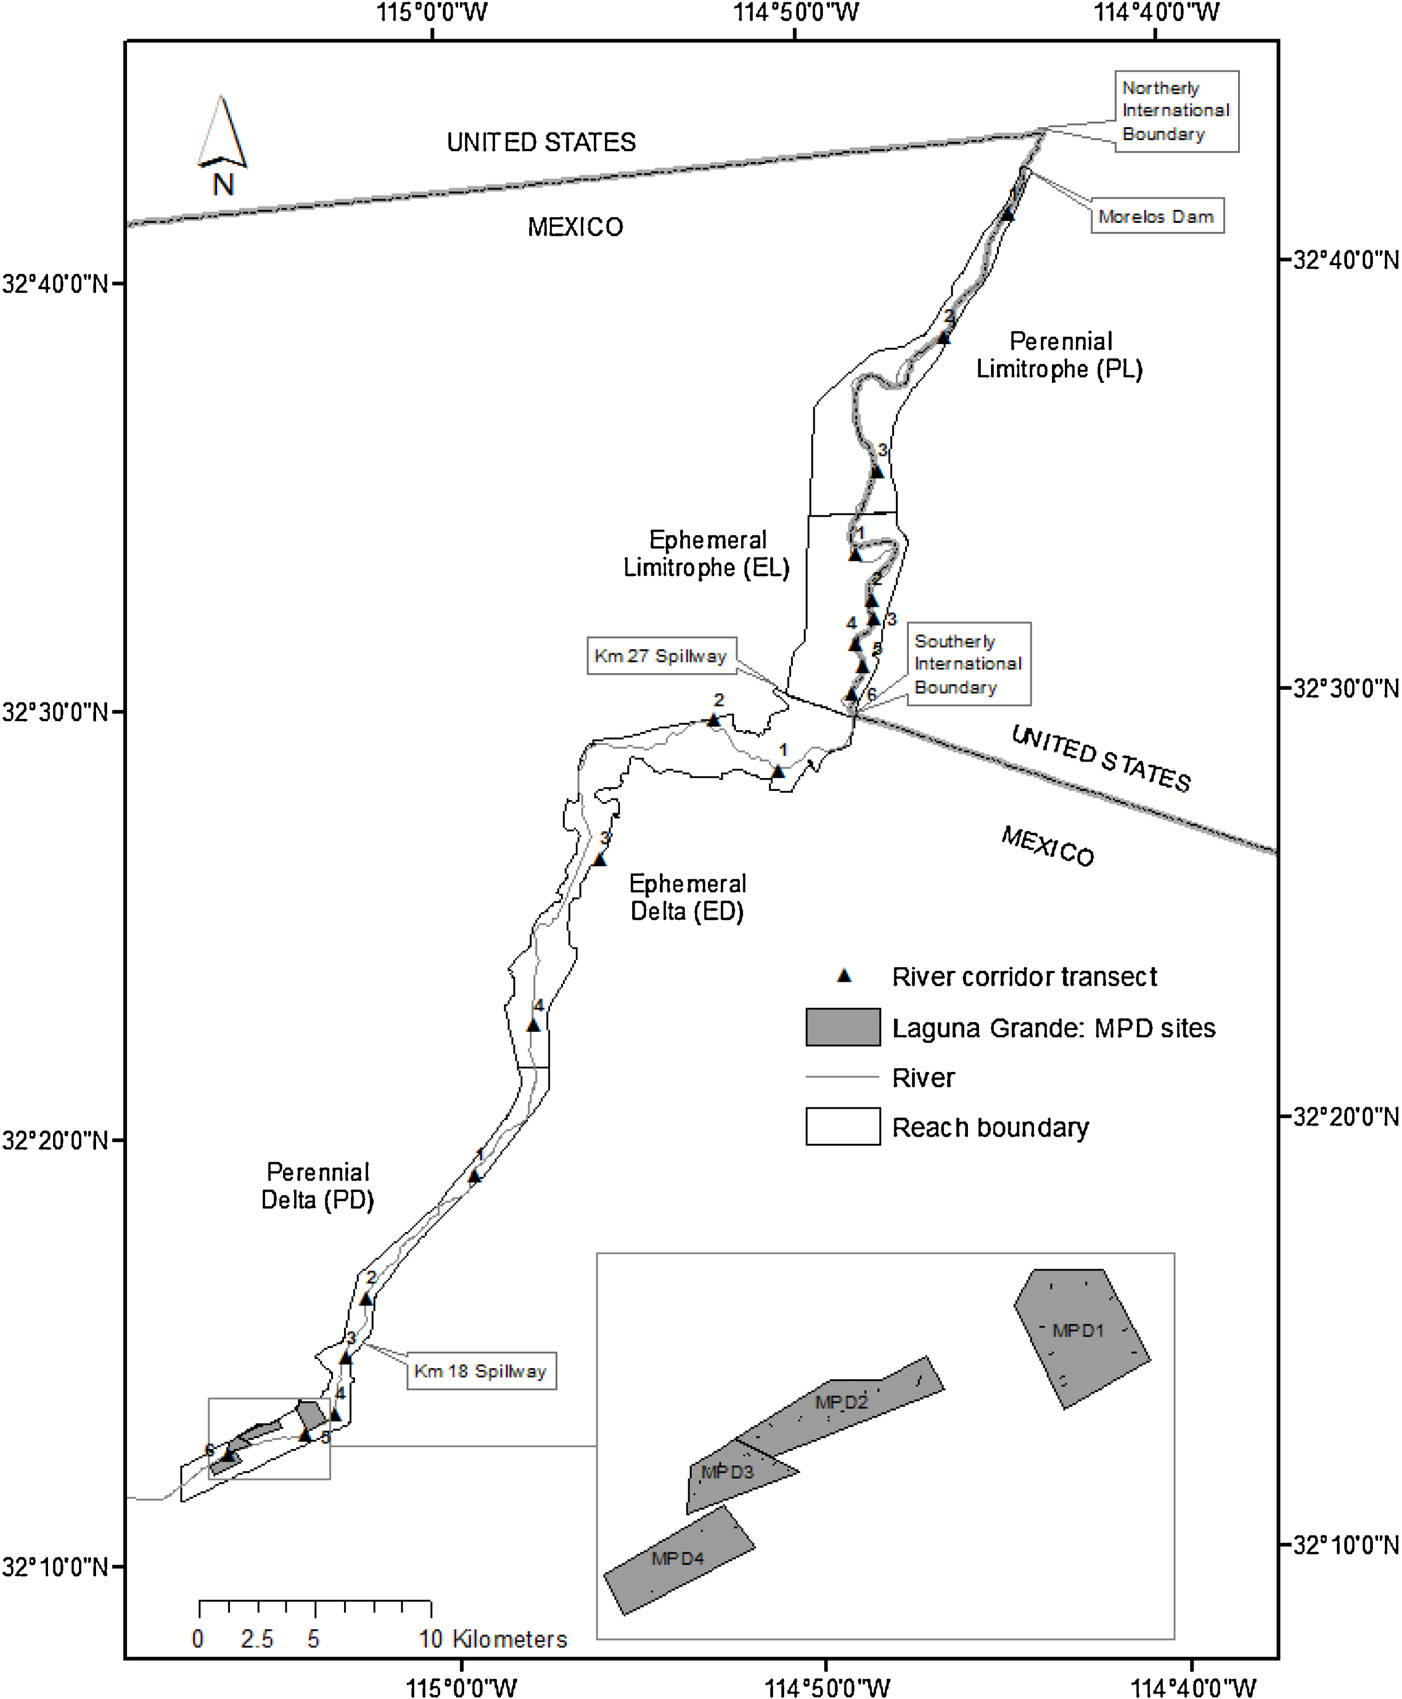 115°0'0"W
114°50'0"W
114°40'0"W
Northerly
International
Boundary
UNITED STATES
N
Morelos Dam
MEXICO
1
32°40'0"N
32°40'0"N
2
Perennial
Limitrophe (PL)
3
1
Ephemeral
Limitrophe (EL)
2
3
4
5
Southerly
International
Boundary
Km 27 Spillway
6
32°30'0"N
32°30'0"N
2
1
UNITED STATES
MEXICO
3
Ephemeral
Delta (ED)
River corridor transect
4
Laguna Grande: MPD sites
River
Reach boundary
32°20'0"N
32°20'0"N
1
Perennial
Delta (PD)
2
3
Km 18 Spillway
4
5
6
MPD1
MPD2
MPD3
MPD4
32°10'0"N
32°10'0"N
0 2.5 5 10 Kilometers
115°0'0"W
114°50'0"W
114°40'0"W